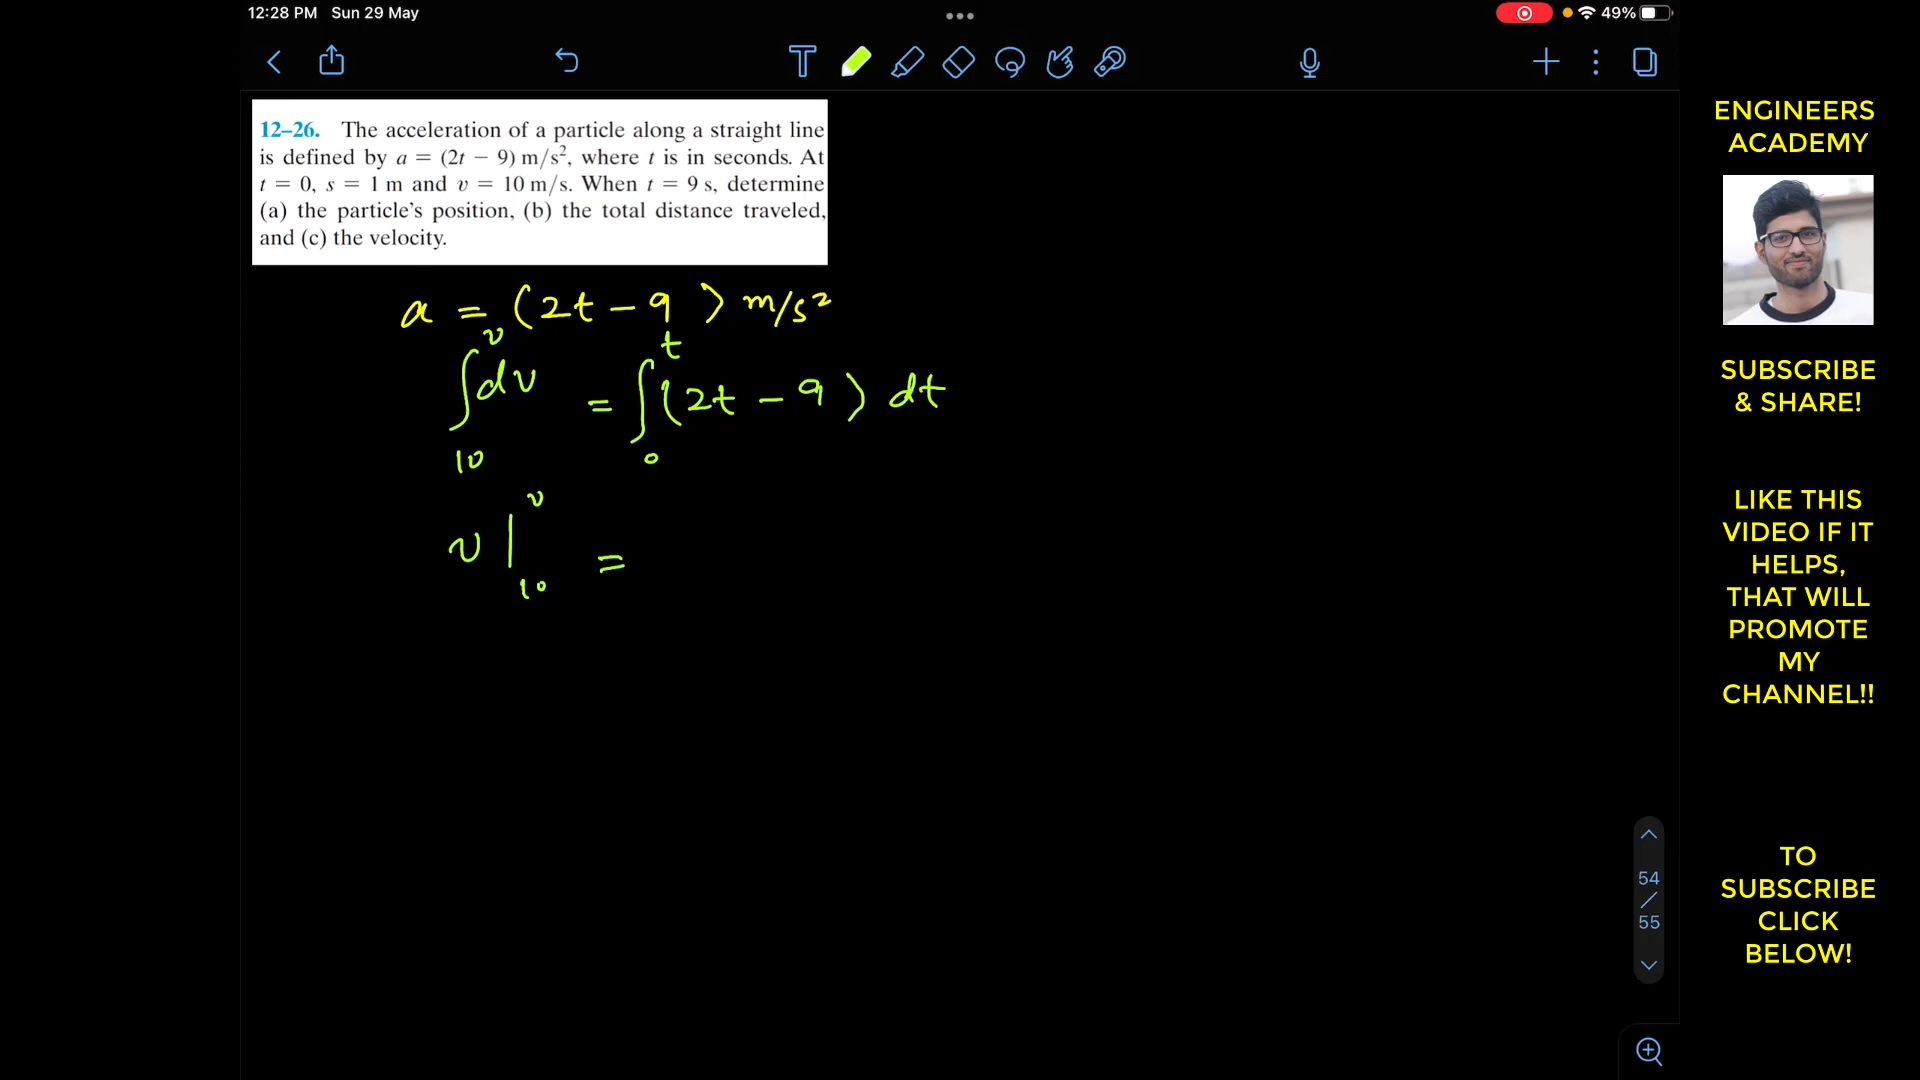 12:28 PM Sun 29 May
49%
12–26. The acceleration of a particle along a straight line
is defined by a = (2t − 9) m/s², where t is in seconds. At
t = 0, s = 1 m and v = 10 m/s. When t = 9 s, determine
(a) the particle's position, (b) the total distance traveled,
and (c) the velocity.
a = (2t − 9) m/s²
∫₁₀ᵛ dv = ∫₀ᵗ (2t − 9) dt
v |₁₀ᵛ =
ENGINEERS
ACADEMY
SUBSCRIBE
& SHARE!
LIKE THIS
VIDEO IF IT
HELPS,
THAT WILL
PROMOTE
MY
CHANNEL!!
TO
SUBSCRIBE
CLICK
BELOW!
54
/
55